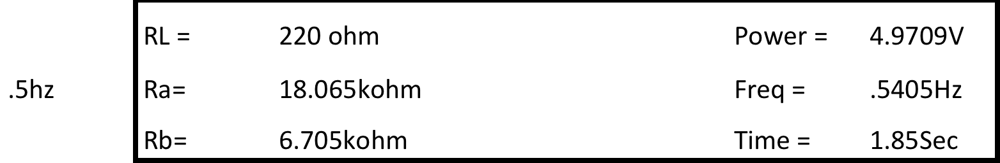 RL = 220 ohm Power = 4.9709V
.5hz Ra= 18.065kohm Freq = .5405Hz
Rb= 6.705kohm Time = 1.85Sec